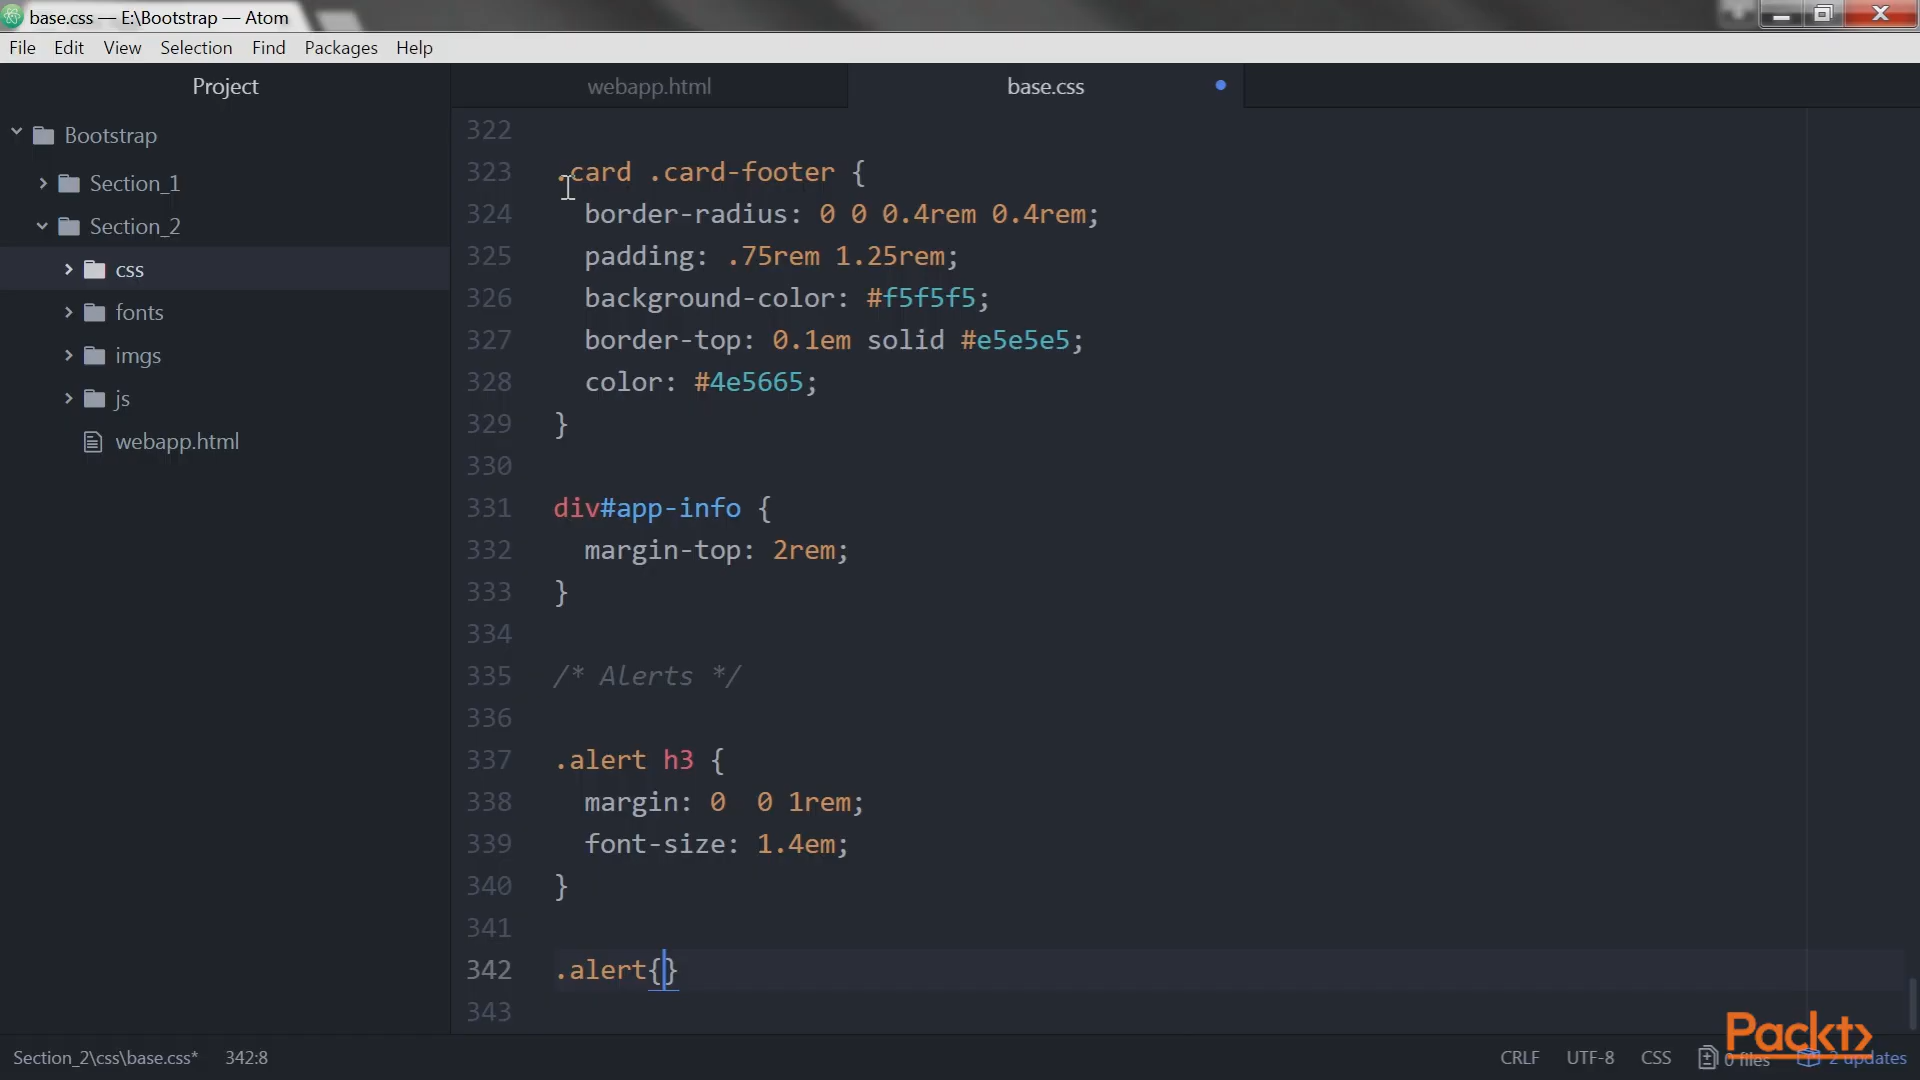 base.css — E:\Bootstrap — Atom
File Edit View Selection Find Packages Help
Project
webapp.html
base.css
Bootstrap
Section_1
Section_2
css
fonts
imgs
js
webapp.html
322
323 .card .card-footer {
324 border-radius: 0 0 0.4rem 0.4rem;
325 padding: .75rem 1.25rem;
326 background-color: #f5f5f5;
327 border-top: 0.1em solid #e5e5e5;
328 color: #4e5665;
329 }
330
331 div#app-info {
332 margin-top: 2rem;
333 }
334
335 /* Alerts */
336
337 .alert h3 {
338 margin: 0  0 1rem;
339 font-size: 1.4em;
340 }
341
342 .alert{}
343
Packt>
Section_2\css\base.css* 342:8 CRLF UTF-8 CSS 0 files 2 updates